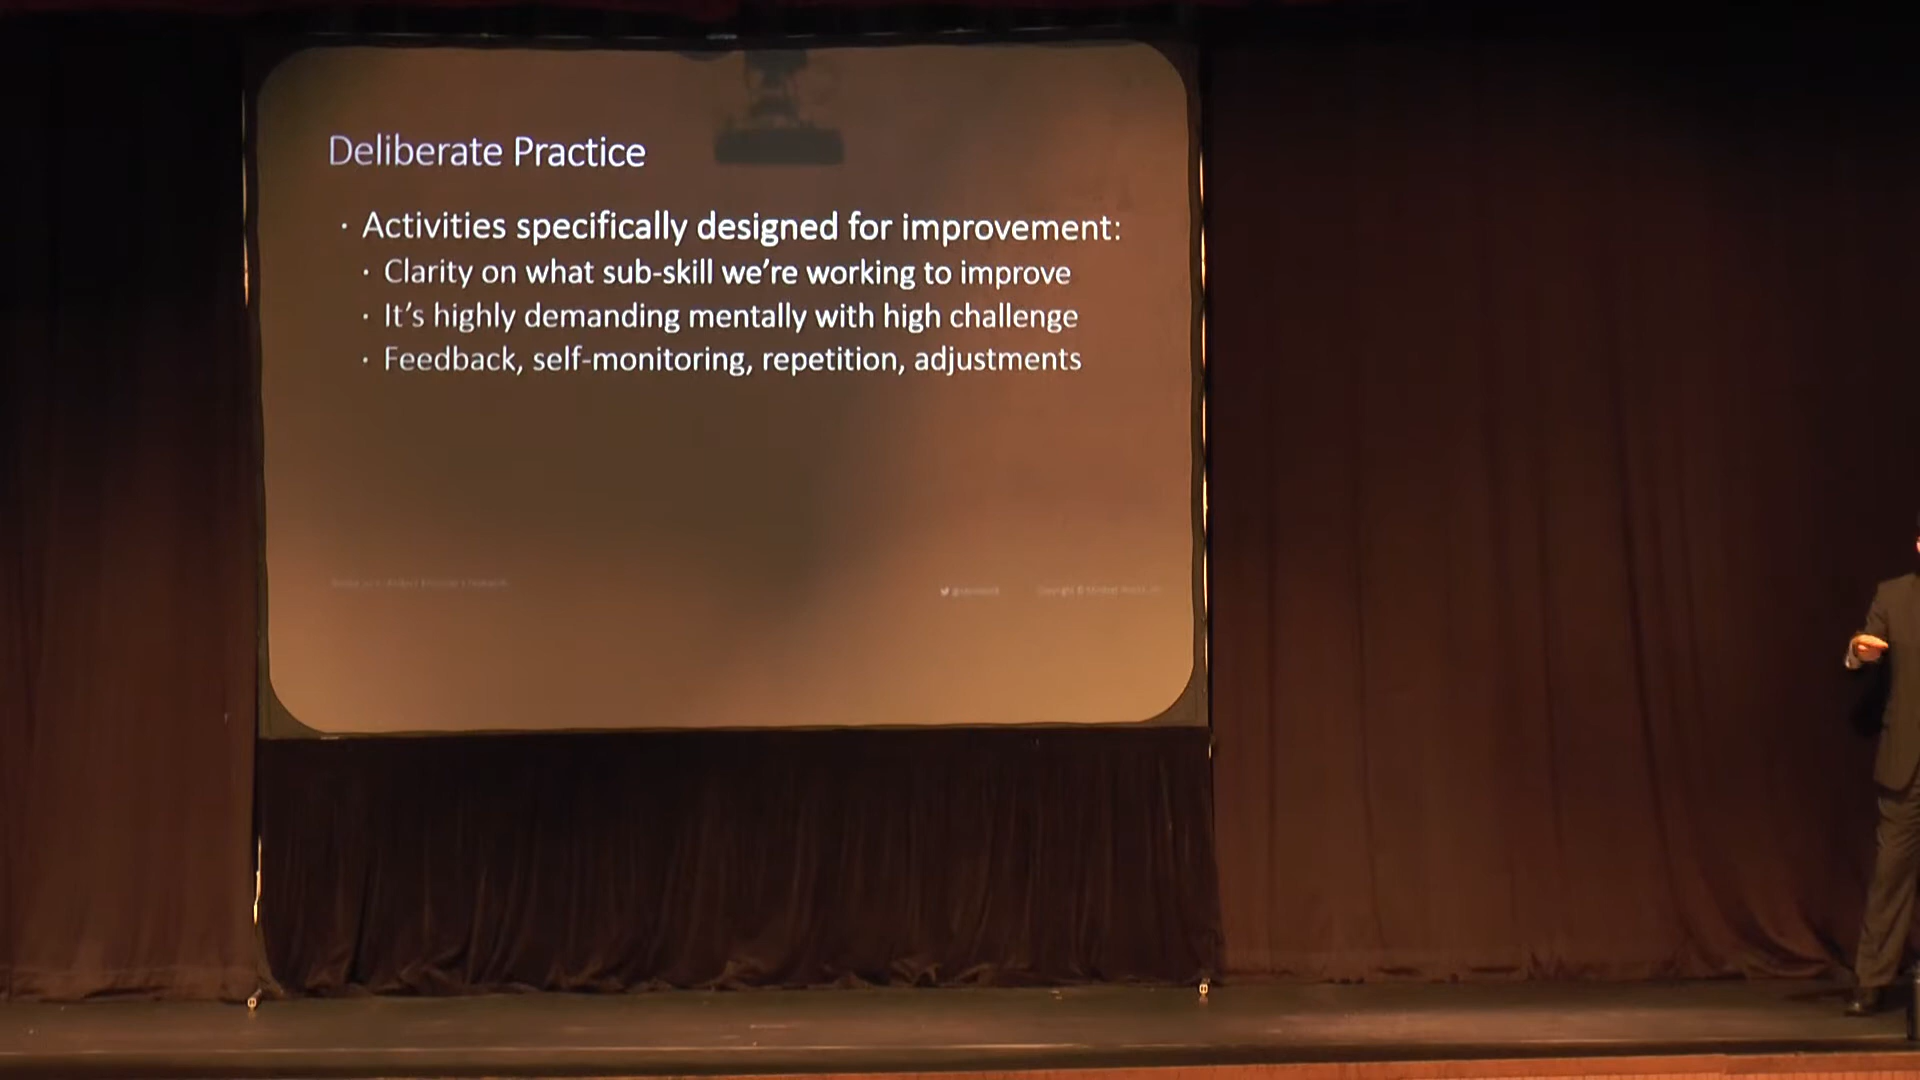 Deliberate Practice
· Activities specifically designed for improvement:
· Clarity on what sub-skill we're working to improve
· It's highly demanding mentally with high challenge
· Feedback, self-monitoring, repetition, adjustments
Copyright ©